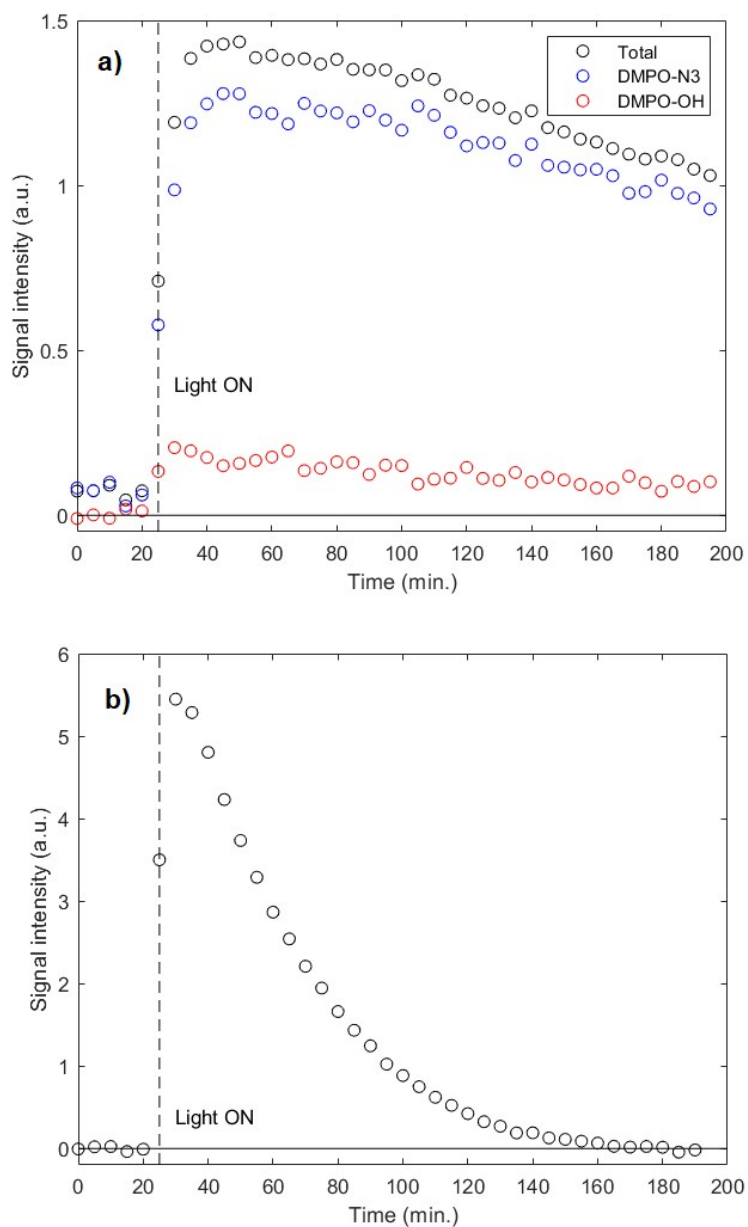 a)
Total
DMPO-N3
DMPO-OH
Light ON
Signal intensity (a.u.)
1.5
1
0.5
0
0 20 40 60 80 100 120 140 160 180 200
Time (min.)
b)
Light ON
Signal intensity (a.u.)
6
5
4
3
2
1
0
0 20 40 60 80 100 120 140 160 180 200
Time (min.)